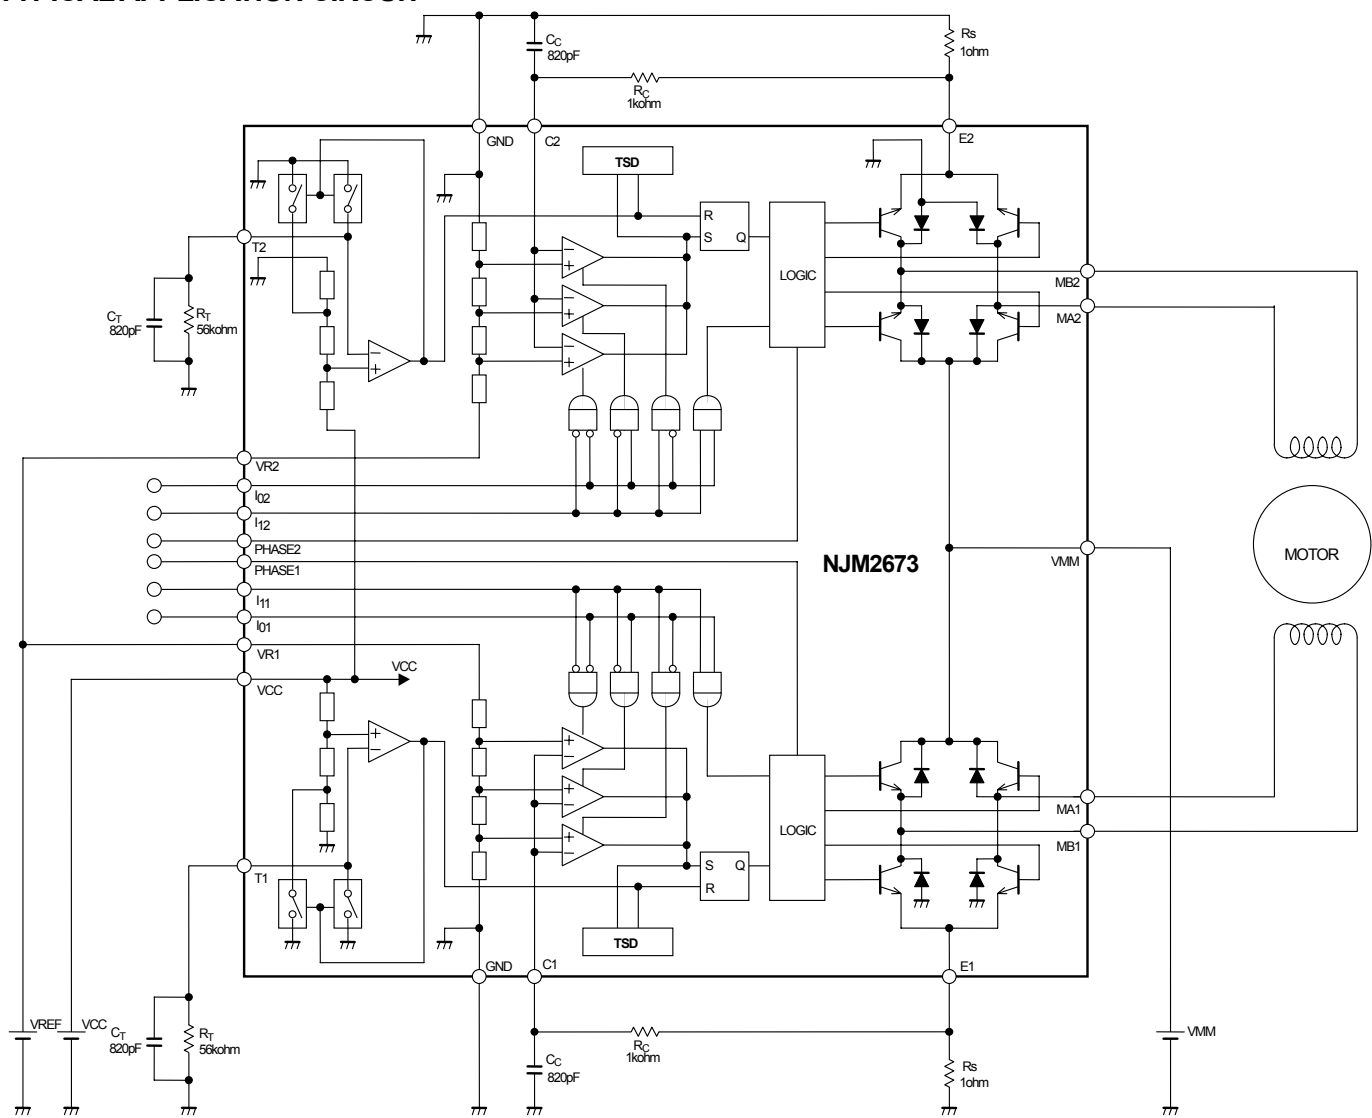 CC
820pF
Rs
1ohm
RC
1kohm
GND
C2
E2
TSD
T2
R
S
Q
LOGIC
MB2
MA2
CT
820pF
RT
56kohm
−
+
−
+
−
+
−
+
VR2
I02
I12
PHASE2
PHASE1
I11
I01
VR1
VCC
VCC
NJM2673
VMM
MOTOR
+
−
+
−
+
−
+
−
LOGIC
MA1
MB1
S
Q
R
T1
TSD
GND
C1
E1
VREF
VCC
CT
820pF
RT
56kohm
RC
1kohm
CC
820pF
Rs
1ohm
VMM